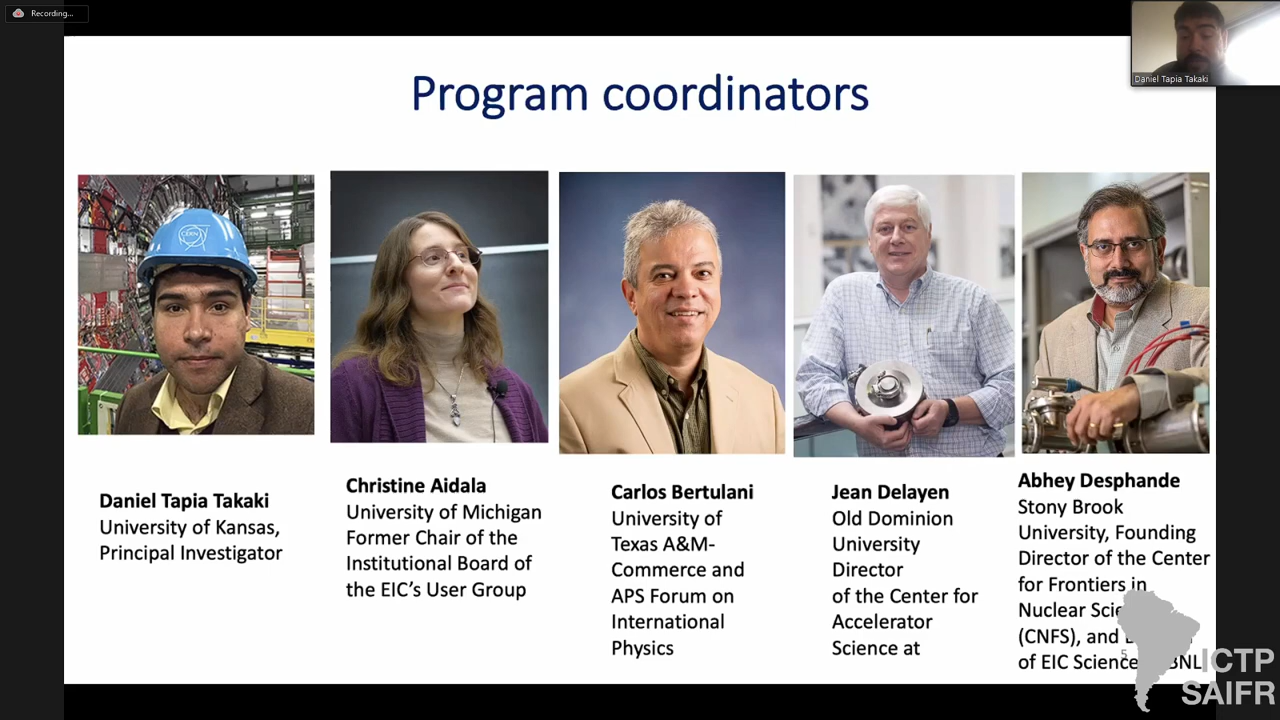 Recording...
Daniel Tapia Takaki
Program coordinators
CERN
Daniel Tapia Takaki
University of Kansas,
Principal Investigator
Christine Aidala
University of Michigan
Former Chair of the
Institutional Board of
the EIC's User Group
Carlos Bertulani
University of
Texas A&M-
Commerce and
APS Forum on
International
Physics
Jean Delayen
Old Dominion
University
Director
of the Center for
Accelerator
Science at
Abhey Desphande
Stony Brook
University, Founding
Director of the Center
for Frontiers in
Nuclear
(CNFS), and
of EIC Science BNL
5
ICTP
SAIFR